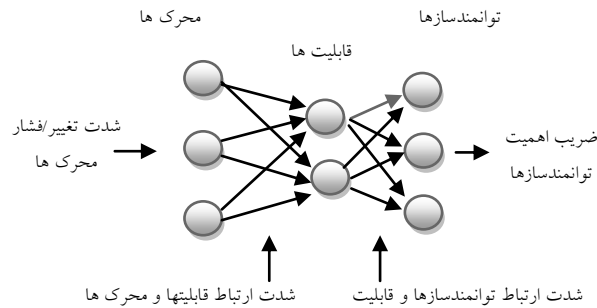 توانمندسازها
محرک ها
قابلیت ها
شدت تغییر/فشار
محرک ها
ضریب اهمیت
توانمندسازها
شدت ارتباط توانمندسازها و قابلیت
شدت ارتباط قابلیتها و محرک ها